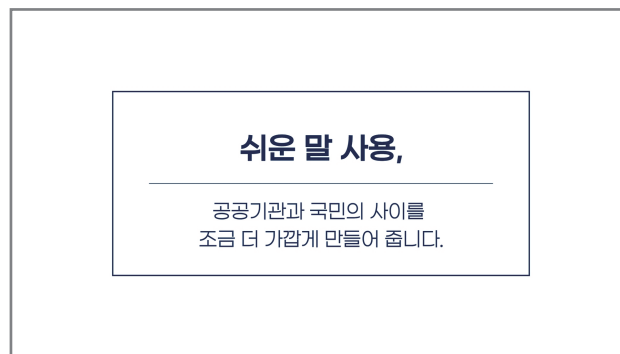 쉬운 말 사용,
공공기관과 국민의 사이를
조금 더 가깝게 만들어 줍니다.